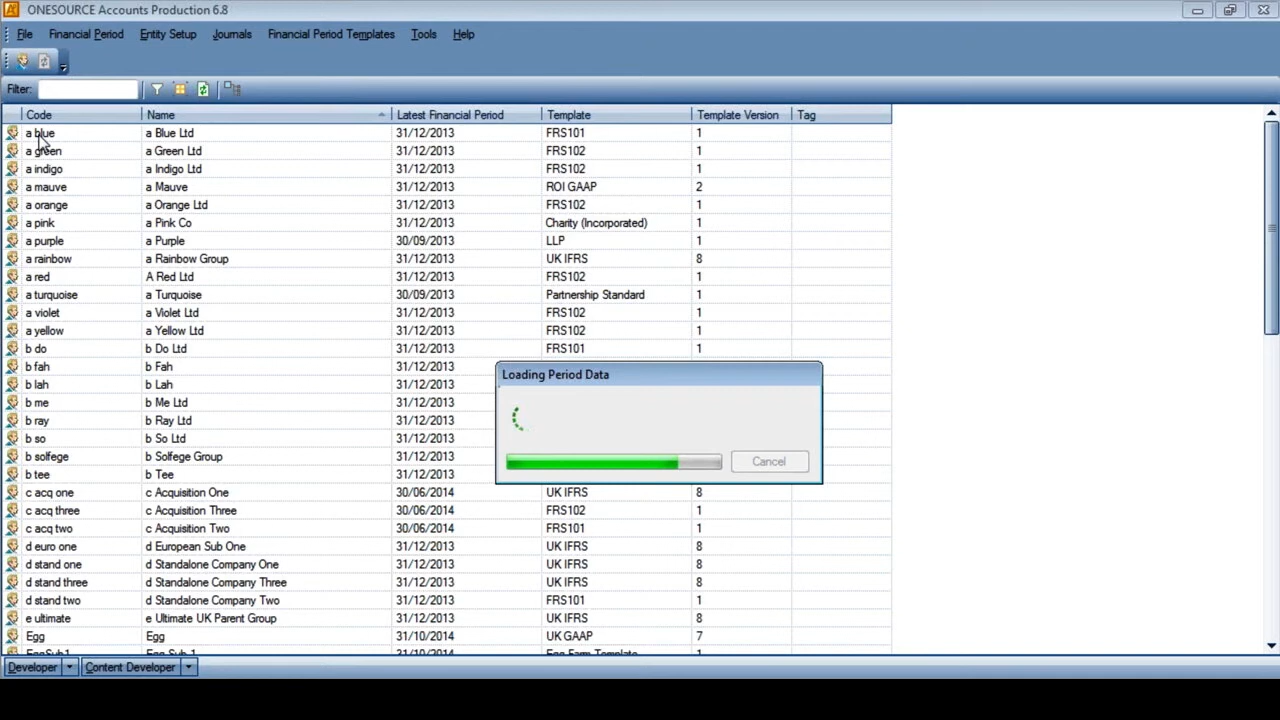 ONESOURCE Accounts Production 6.8
File Financial Period Entity Setup Journals Financial Period Templates Tools Help
Filter:
Code Name Latest Financial Period Template Template Version Tag
a blue a Blue Ltd 31/12/2013 FRS101 1
a green a Green Ltd 31/12/2013 FRS102 1
a indigo a Indigo Ltd 31/12/2013 FRS102 1
a mauve a Mauve 31/12/2013 ROI GAAP 2
a orange a Orange Ltd 31/12/2013 FRS102 1
a pink a Pink Co 31/12/2013 Charity (Incorporated) 1
a purple a Purple 30/09/2013 LLP 1
a rainbow a Rainbow Group 31/12/2013 UK IFRS 8
a red A Red Ltd 31/12/2013 FRS102 1
a turquoise a Turquoise 30/09/2013 Partnership Standard 1
a violet a Violet Ltd 31/12/2013 FRS102 1
a yellow a Yellow Ltd 31/12/2013 FRS102 1
b do b Do Ltd 31/12/2013 FRS101 1
b fah b Fah 31/12/2013
b lah b Lah 31/12/2013
b me b Me Ltd 31/12/2013
b ray b Ray Ltd 31/12/2013
b so b So Ltd 31/12/2013
b solfege b Solfege Group 31/12/2013
b tee b Tee 31/12/2013
Loading Period Data
Cancel
c acq one c Acquisition One 30/06/2014 UK IFRS 8
c acq three c Acquisition Three 30/06/2014 FRS102 1
c acq two c Acquisition Two 30/06/2014 FRS101 1
d euro one d European Sub One 31/12/2013 UK IFRS 8
d stand one d Standalone Company One 31/12/2013 UK IFRS 8
d stand three d Standalone Company Three 31/12/2013 UK IFRS 8
d stand two d Standalone Company Two 31/12/2013 FRS101 1
e ultimate e Ultimate UK Parent Group 31/12/2013 UK IFRS 8
Egg Egg 31/10/2014 UK GAAP 7
EggSub1 Egg Sub 1 31/10/2014 Egg Farm Template 1
Developer Content Developer